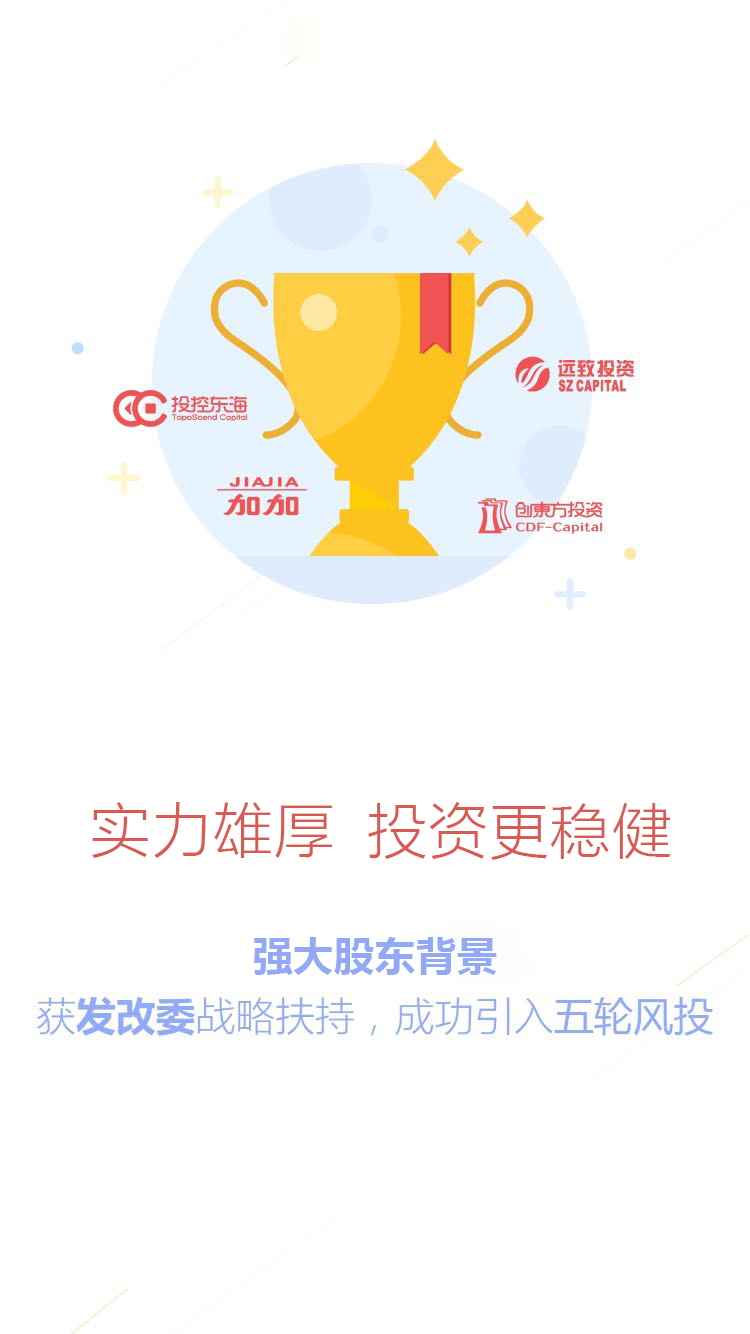 远致投资
SZ CAPITAL
投控东海
TopoScend Capital
JIAJIA
加加
创東方投资
CDF-Capital
实力雄厚 投资更稳健
强大股东背景
获发改委战略扶持，成功引入五轮风投